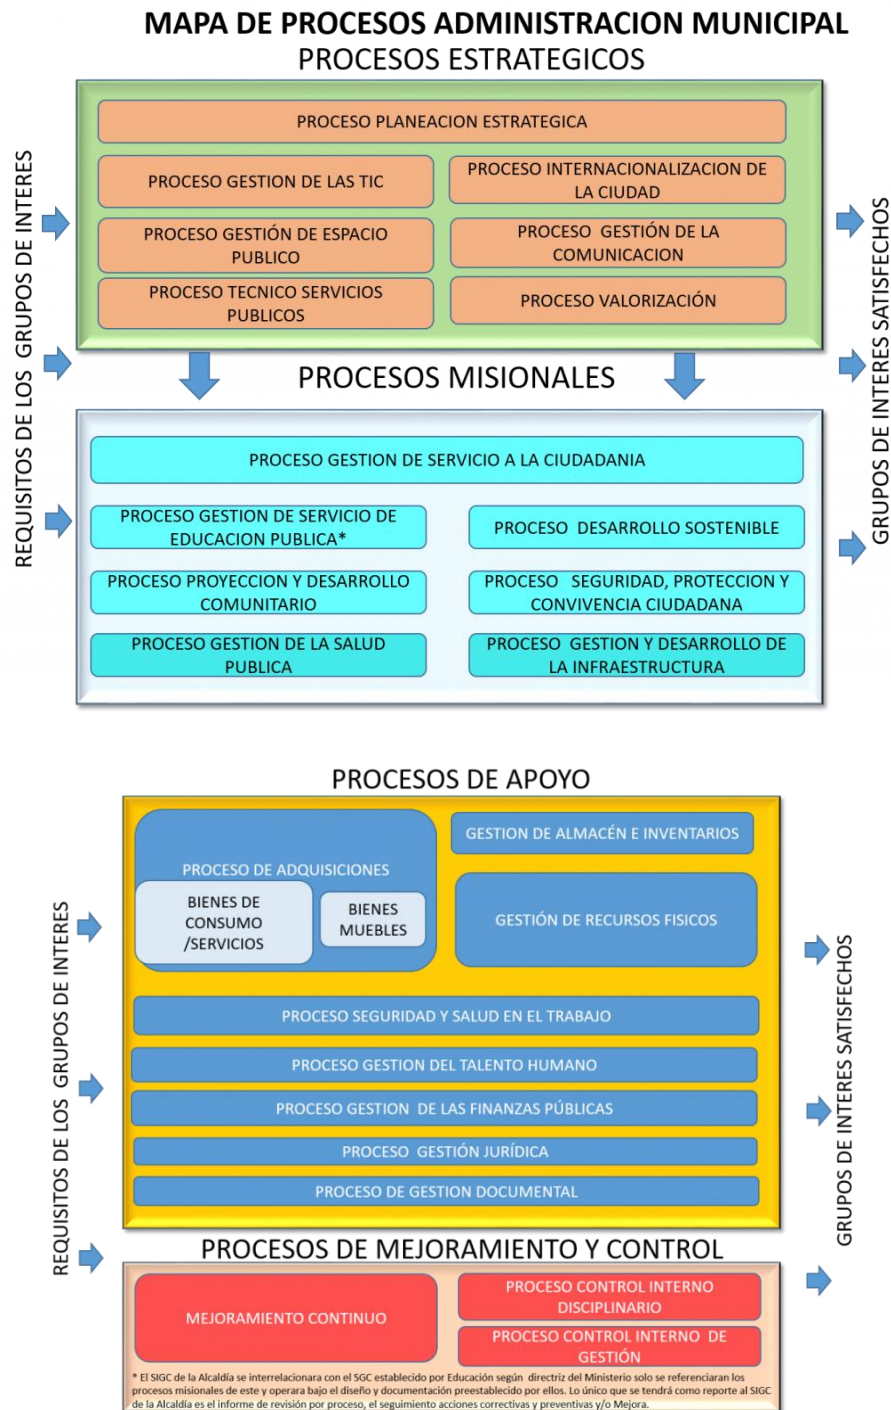 MAPA DE PROCESOS ADMINISTRACION MUNICIPAL
PROCESOS ESTRATEGICOS
REQUISITOS DE LOS GRUPOS DE INTERES
PROCESO PLANEACION ESTRATEGICA
PROCESO GESTION DE LAS TIC
PROCESO INTERNACIONALIZACION DE
LA CIUDAD
PROCESO GESTIÓN DE ESPACIO
PUBLICO
PROCESO GESTIÓN DE LA
COMUNICACION
PROCESO TECNICO SERVICIOS
PUBLICOS
PROCESO VALORIZACIÓN
GRUPOS DE INTERES SATISFECHOS
PROCESOS MISIONALES
PROCESO GESTION DE SERVICIO A LA CIUDADANIA
PROCESO GESTION DE SERVICIO DE
EDUCACION PUBLICA*
PROCESO DESARROLLO SOSTENIBLE
PROCESO PROYECCION Y DESARROLLO
COMUNITARIO
PROCESO SEGURIDAD, PROTECCION Y
CONVIVENCIA CIUDADANA
PROCESO GESTION DE LA SALUD
PUBLICA
PROCESO GESTION Y DESARROLLO DE
LA INFRAESTRUCTURA
PROCESOS DE APOYO
REQUISITOS DE LOS GRUPOS DE INTERES
PROCESO DE ADQUISICIONES
BIENES DE
CONSUMO
/SERVICIOS
BIENES
MUEBLES
GESTION DE ALMACÉN E INVENTARIOS
GESTIÓN DE RECURSOS FISICOS
PROCESO SEGURIDAD Y SALUD EN EL TRABAJO
PROCESO GESTION DEL TALENTO HUMANO
PROCESO GESTION DE LAS FINANZAS PÚBLICAS
PROCESO GESTIÓN JURÍDICA
PROCESO DE GESTION DOCUMENTAL
GRUPOS DE INTERES SATISFECHOS
PROCESOS DE MEJORAMIENTO Y CONTROL
MEJORAMIENTO CONTINUO
PROCESO CONTROL INTERNO
DISCIPLINARIO
PROCESO CONTROL INTERNO DE
GESTIÓN
* El SIGC de la Alcaldía se interrelacionara con el SGC establecido por Educación según directriz del Ministerio solo se referenciaran los
procesos misionales de este y operara bajo el diseño y documentación preestablecido por ellos. Lo único que se tendrá como reporte al SIGC
de la Alcaldía es el informe de revisión por proceso, el seguimiento acciones correctivas y preventivas y/o Mejora.